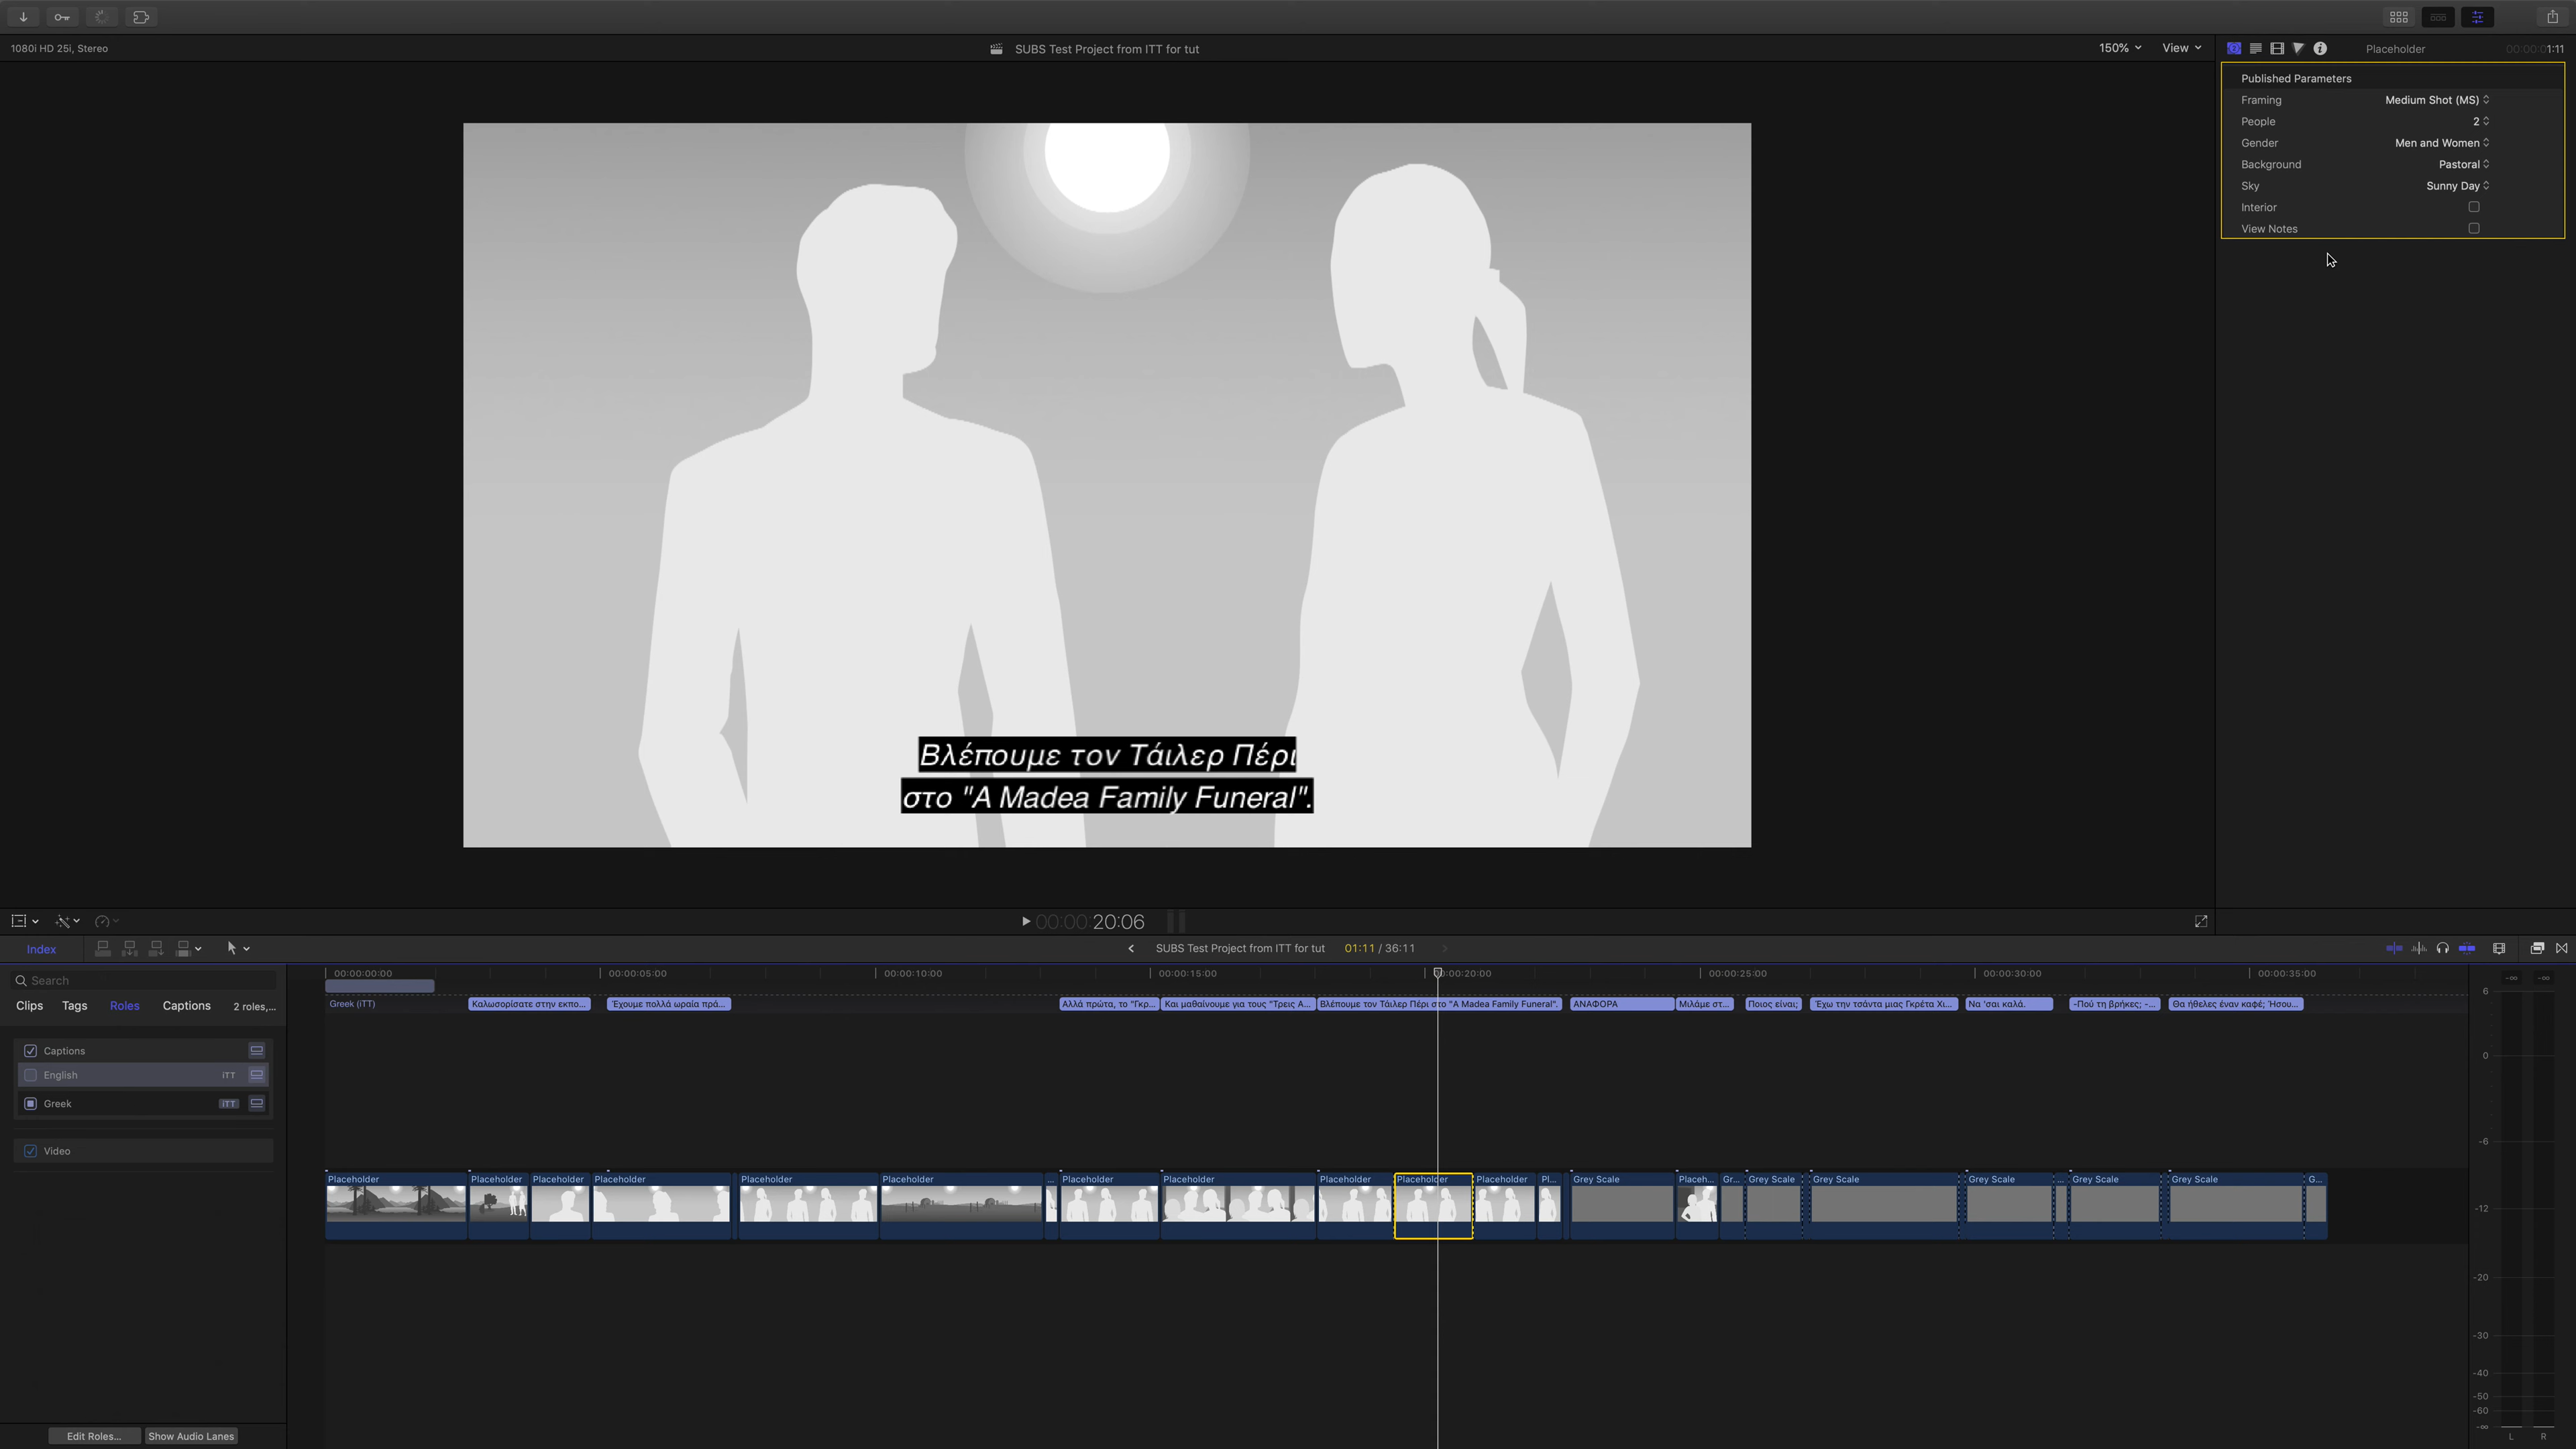 1080i HD 25i, Stereo
SUBS Test Project from ITT for tut
150%
View
Placeholder
00:00:01:11
Published Parameters
Framing
Medium Shot (MS)
People
2
Gender
Men and Women
Background
Pastoral
Sky
Sunny Day
Interior
View Notes
Βλέπουμε τον Τάιλερ Πέρι
στο "A Madea Family Funeral".
00:00:20:06
Index
SUBS Test Project from ITT for tut
01:11 / 36:11
Search
Clips
Tags
Roles
Captions
2 roles,...
Captions
English
iTT
Greek
iTT
Video
00:00:00:00
00:00:05:00
00:00:10:00
00:00:15:00
00:00:25:00
00:00:30:00
00:00:35:00
Greek (iTT)
Καλωσορίσατε στην εκπο...
Έχουμε πολλά ωραία πρά...
Αλλά πρώτα, το "Γκρ...
Και μαθαίνουμε για τους "Τρεις Α...
Βλέπουμε τον Τάιλερ Πέρι στο "A Madea Family Funeral".
ΑΝΑΦΟΡΑ
Μιλάμε στ...
Ποιος είναι;
Έχω την τσάντα μιας Γκρέτα Χι...
Να 'σαι καλά.
-Πού τη βρήκες; -...
Θα ήθελες έναν καφέ; Ήσου...
Placeholder
Placeholder
Placeholder
Placeholder
Placeholder
Placeholder
...
Placeholder
Placeholder
Placeholder
Placeholder
Placeholder
Pl...
Grey Scale
Placeh...
Gr...
Grey Scale
Grey Scale
Grey Scale
...
Grey Scale
Grey Scale
G...
-∞
-∞
6
0
-6
-12
-20
-30
-40
-50
-60
-∞
L
R
Edit Roles...
Show Audio Lanes